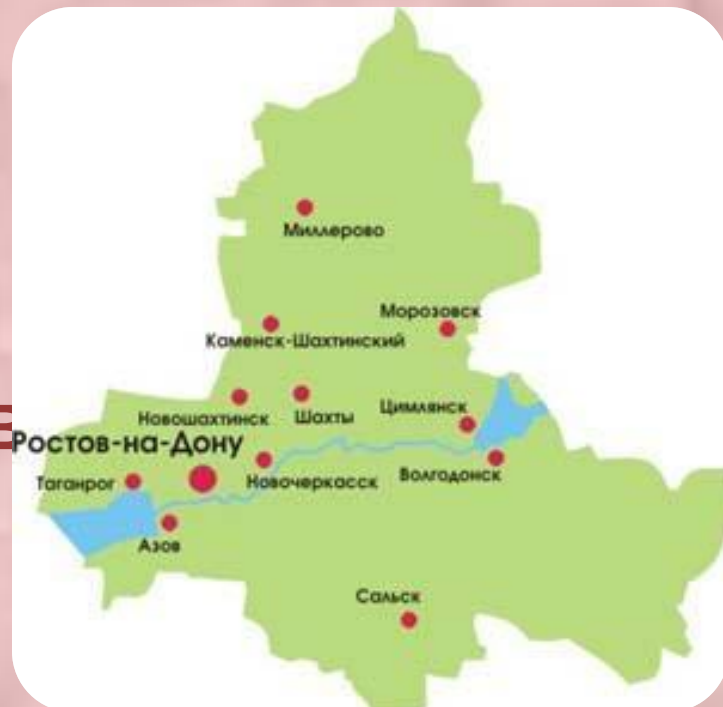 Миллерово
Морозовск
Каменск-Шахтинский
Новошахтинск
Шахты
Цимлянск
Ростов-на-Дону
Таганрог
Новочеркасск
Волгодонск
Азов
Сальск